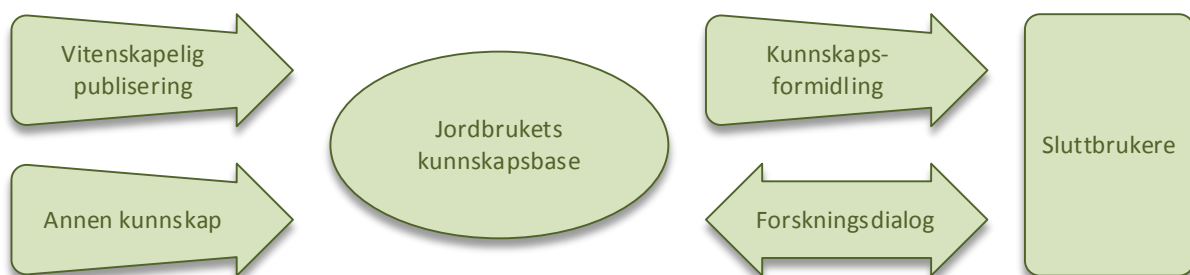 Vitenskapelig
publisering
Annen kunnskap
Jordbrukets
kunnskapsbase
Kunnskaps-
formidling
Forskningsdialog
Sluttbrukere